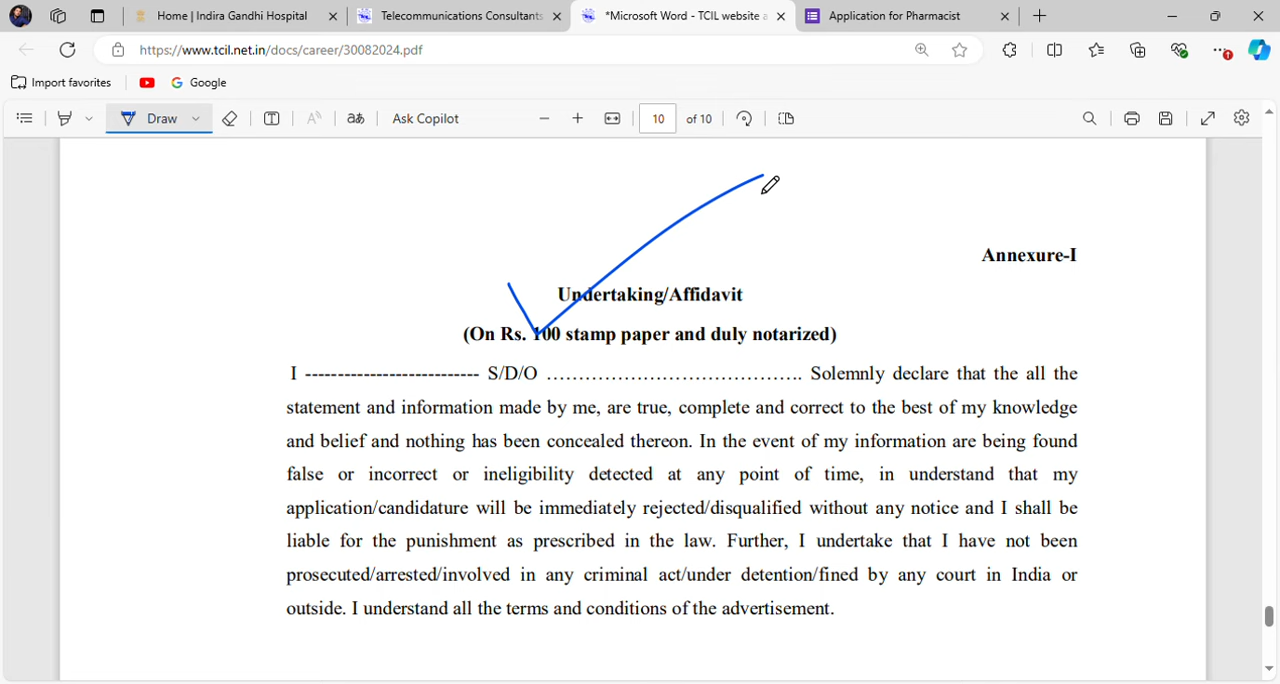 Home | Indira Gandhi Hospital
Telecommunications Consultants
*Microsoft Word - TCIL website a
Application for Pharmacist
https://www.tcil.net.in/docs/career/30082024.pdf
Import favorites
Google
Draw
aあ
Ask Copilot
10
of 10
Annexure-I
Undertaking/Affidavit
(On Rs. 100 stamp paper and duly notarized)
I --------------------------- S/D/O ………………………………….. Solemnly declare that the all the
statement and information made by me, are true, complete and correct to the best of my knowledge
and belief and nothing has been concealed thereon. In the event of my information are being found
false or incorrect or ineligibility detected at any point of time, in understand that my
application/candidature will be immediately rejected/disqualified without any notice and I shall be
liable for the punishment as prescribed in the law. Further, I undertake that I have not been
prosecuted/arrested/involved in any criminal act/under detention/fined by any court in India or
outside. I understand all the terms and conditions of the advertisement.